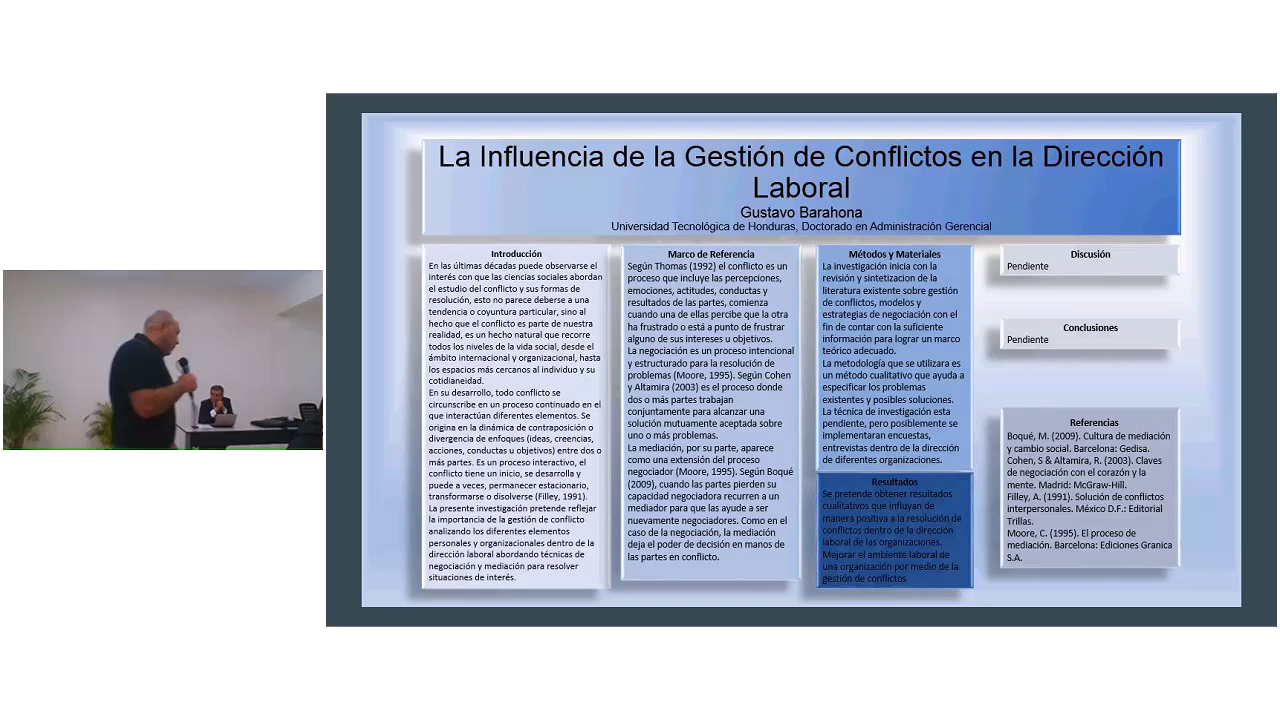 La Influencia de la Gestión de Conflictos en la Dirección
Laboral
Gustavo Barahona
Universidad Tecnológica de Honduras, Doctorado en Administración Gerencial
Introducción
En las últimas décadas puede observarse el
interés con que las ciencias sociales abordan
el estudio del conflicto y sus formas de
resolución, esto no parece deberse a una
tendencia o coyuntura particular, sino al
hecho que el conflicto es parte de nuestra
realidad, es un hecho natural que recorre
todos los niveles de la vida social, desde el
ámbito internacional y organizacional, hasta
los espacios más cercanos al individuo y su
cotidianeidad.
En su desarrollo, todo conflicto se
circunscribe en un proceso continuado en el
que interactúan diferentes elementos. Se
origina en la dinámica de contraposición o
divergencia de enfoques (ideas, creencias,
acciones, conductas u objetivos) entre dos o
más partes. Es un proceso interactivo, el
conflicto tiene un inicio, se desarrolla y
puede a veces, permanecer estacionario,
transformarse o disolverse (Filley, 1991).
La presente investigación pretende reflejar
la importancia de la gestión de conflicto
analizando los diferentes elementos
personales y organizacionales dentro de la
dirección laboral abordando técnicas de
negociación y mediación para resolver
situaciones de interés.
Marco de Referencia
Según Thomas (1992) el conflicto es un
proceso que incluye las percepciones,
emociones, actitudes, conductas y
resultados de las partes, comienza
cuando una de ellas percibe que la otra
ha frustrado o está a punto de frustrar
alguno de sus intereses u objetivos.
La negociación es un proceso intencional
y estructurado para la resolución de
problemas (Moore, 1995). Según Cohen
y Altamira (2003) es el proceso donde
dos o más partes trabajan
conjuntamente para alcanzar una
solución mutuamente aceptada sobre
uno o más problemas.
La mediación, por su parte, aparece
como una extensión del proceso
negociador (Moore, 1995). Según Boqué
(2009), cuando las partes pierden su
capacidad negociadora recurren a un
mediador para que las ayude a ser
nuevamente negociadores. Como en el
caso de la negociación, la mediación
deja el poder de decisión en manos de
las partes en conflicto.
Métodos y Materiales
La investigación inicia con la
revisión y sintetizacion de la
literatura existente sobre gestión
de conflictos, modelos y
estrategias de negociación con el
fin de contar con la suficiente
información para lograr un marco
teórico adecuado.
La metodología que se utilizara es
un método cualitativo que ayuda a
especificar los problemas
existentes y posibles soluciones.
La técnica de investigación esta
pendiente, pero posiblemente se
implementaran encuestas,
entrevistas dentro de la dirección
de diferentes organizaciones.
Resultados
Se pretende obtener resultados
cualitativos que influyan de
manera positiva a la resolución de
conflictos dentro de la dirección
laboral de las organizaciones.
Mejorar el ambiente laboral de
una organización por medio de la
gestión de conflictos
Discusión
Pendiente
Conclusiones
Pendiente
Referencias
Boqué, M. (2009). Cultura de mediación
y cambio social. Barcelona: Gedisa.
Cohen, S & Altamira, R. (2003). Claves
de negociación con el corazón y la
mente. Madrid: McGraw-Hill.
Filley, A. (1991). Solución de conflictos
interpersonales. México D.F.: Editorial
Trillas.
Moore, C. (1995). El proceso de
mediación. Barcelona: Ediciones Granica
S.A.